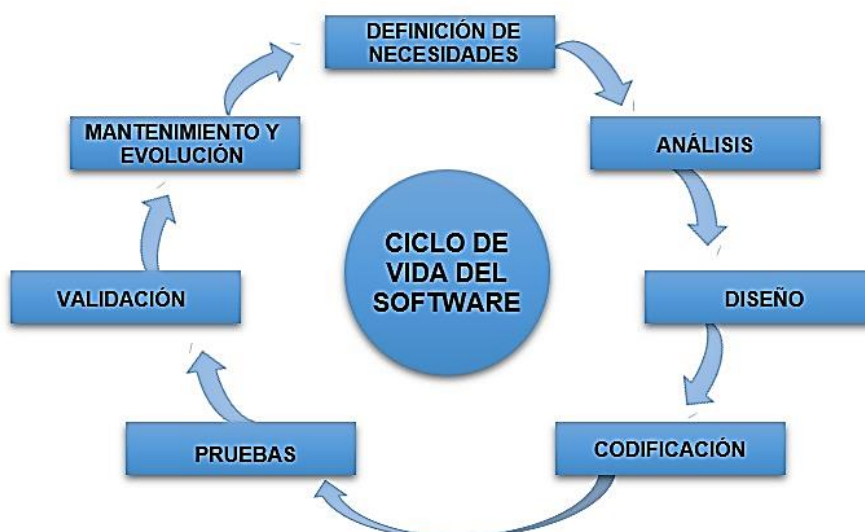 DEFINICIÓN DE
NECESIDADES
ANÁLISIS
DISEÑO
CODIFICACIÓN
PRUEBAS
VALIDACIÓN
MANTENIMIENTO Y
EVOLUCIÓN
CICLO DE
VIDA DEL
SOFTWARE